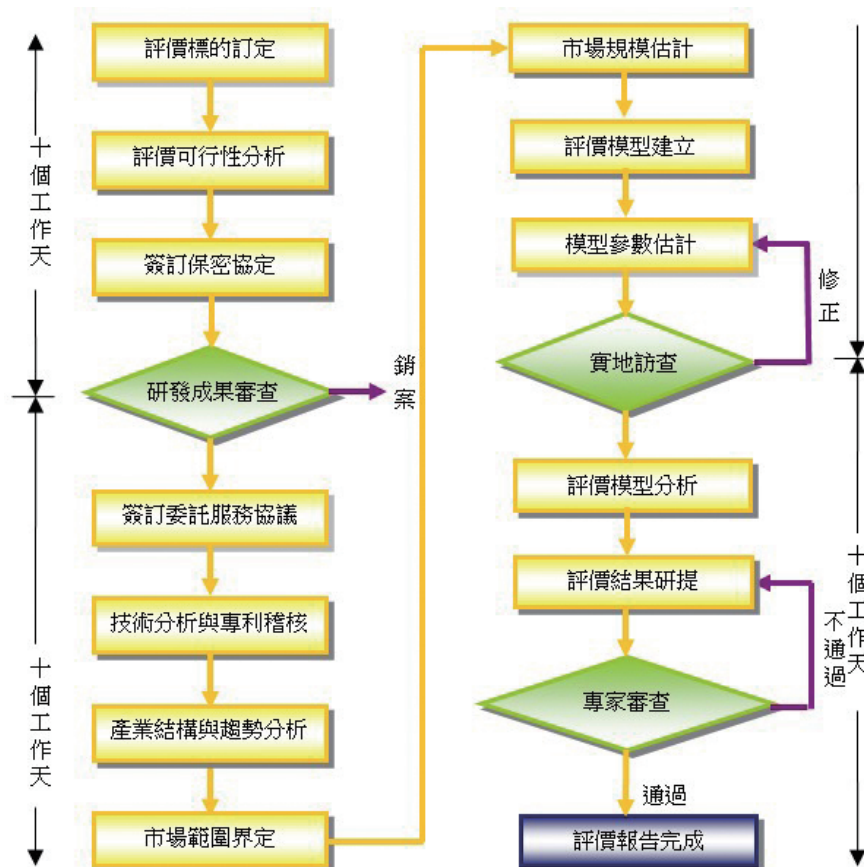 評價標的訂定
評價可行性分析
簽訂保密協定
研發成果審查
銷案
簽訂委託服務協議
技術分析與專利稽核
產業結構與趨勢分析
市場範圍界定
十個工作天
十個工作天
市場規模估計
評價模型建立
模型參數估計
修正
實地訪查
評價模型分析
評價結果研提
不通過
專家審查
通過
評價報告完成
十個工作天